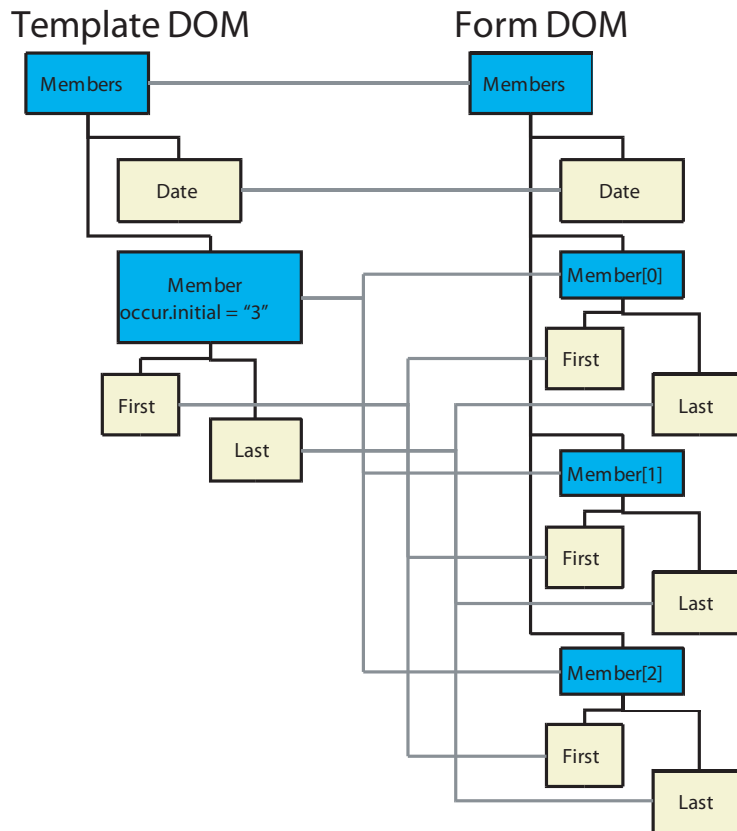 Template DOM
Form DOM
Members
Members
Date
Date
Member
occur.initial = “3”
Member[0]
First
First
Last
Last
Member[1]
First
Last
Member[2]
First
Last